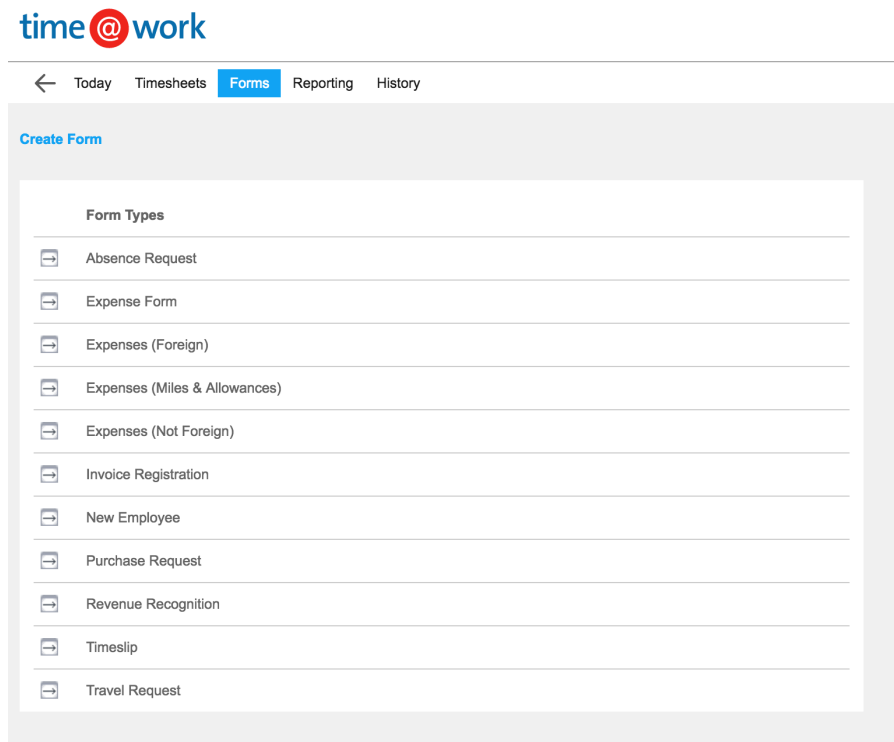 time@work
Today Timesheets Forms Reporting History
Create Form
Form Types
Absence Request
Expense Form
Expenses (Foreign)
Expenses (Miles & Allowances)
Expenses (Not Foreign)
Invoice Registration
New Employee
Purchase Request
Revenue Recognition
Timeslip
Travel Request